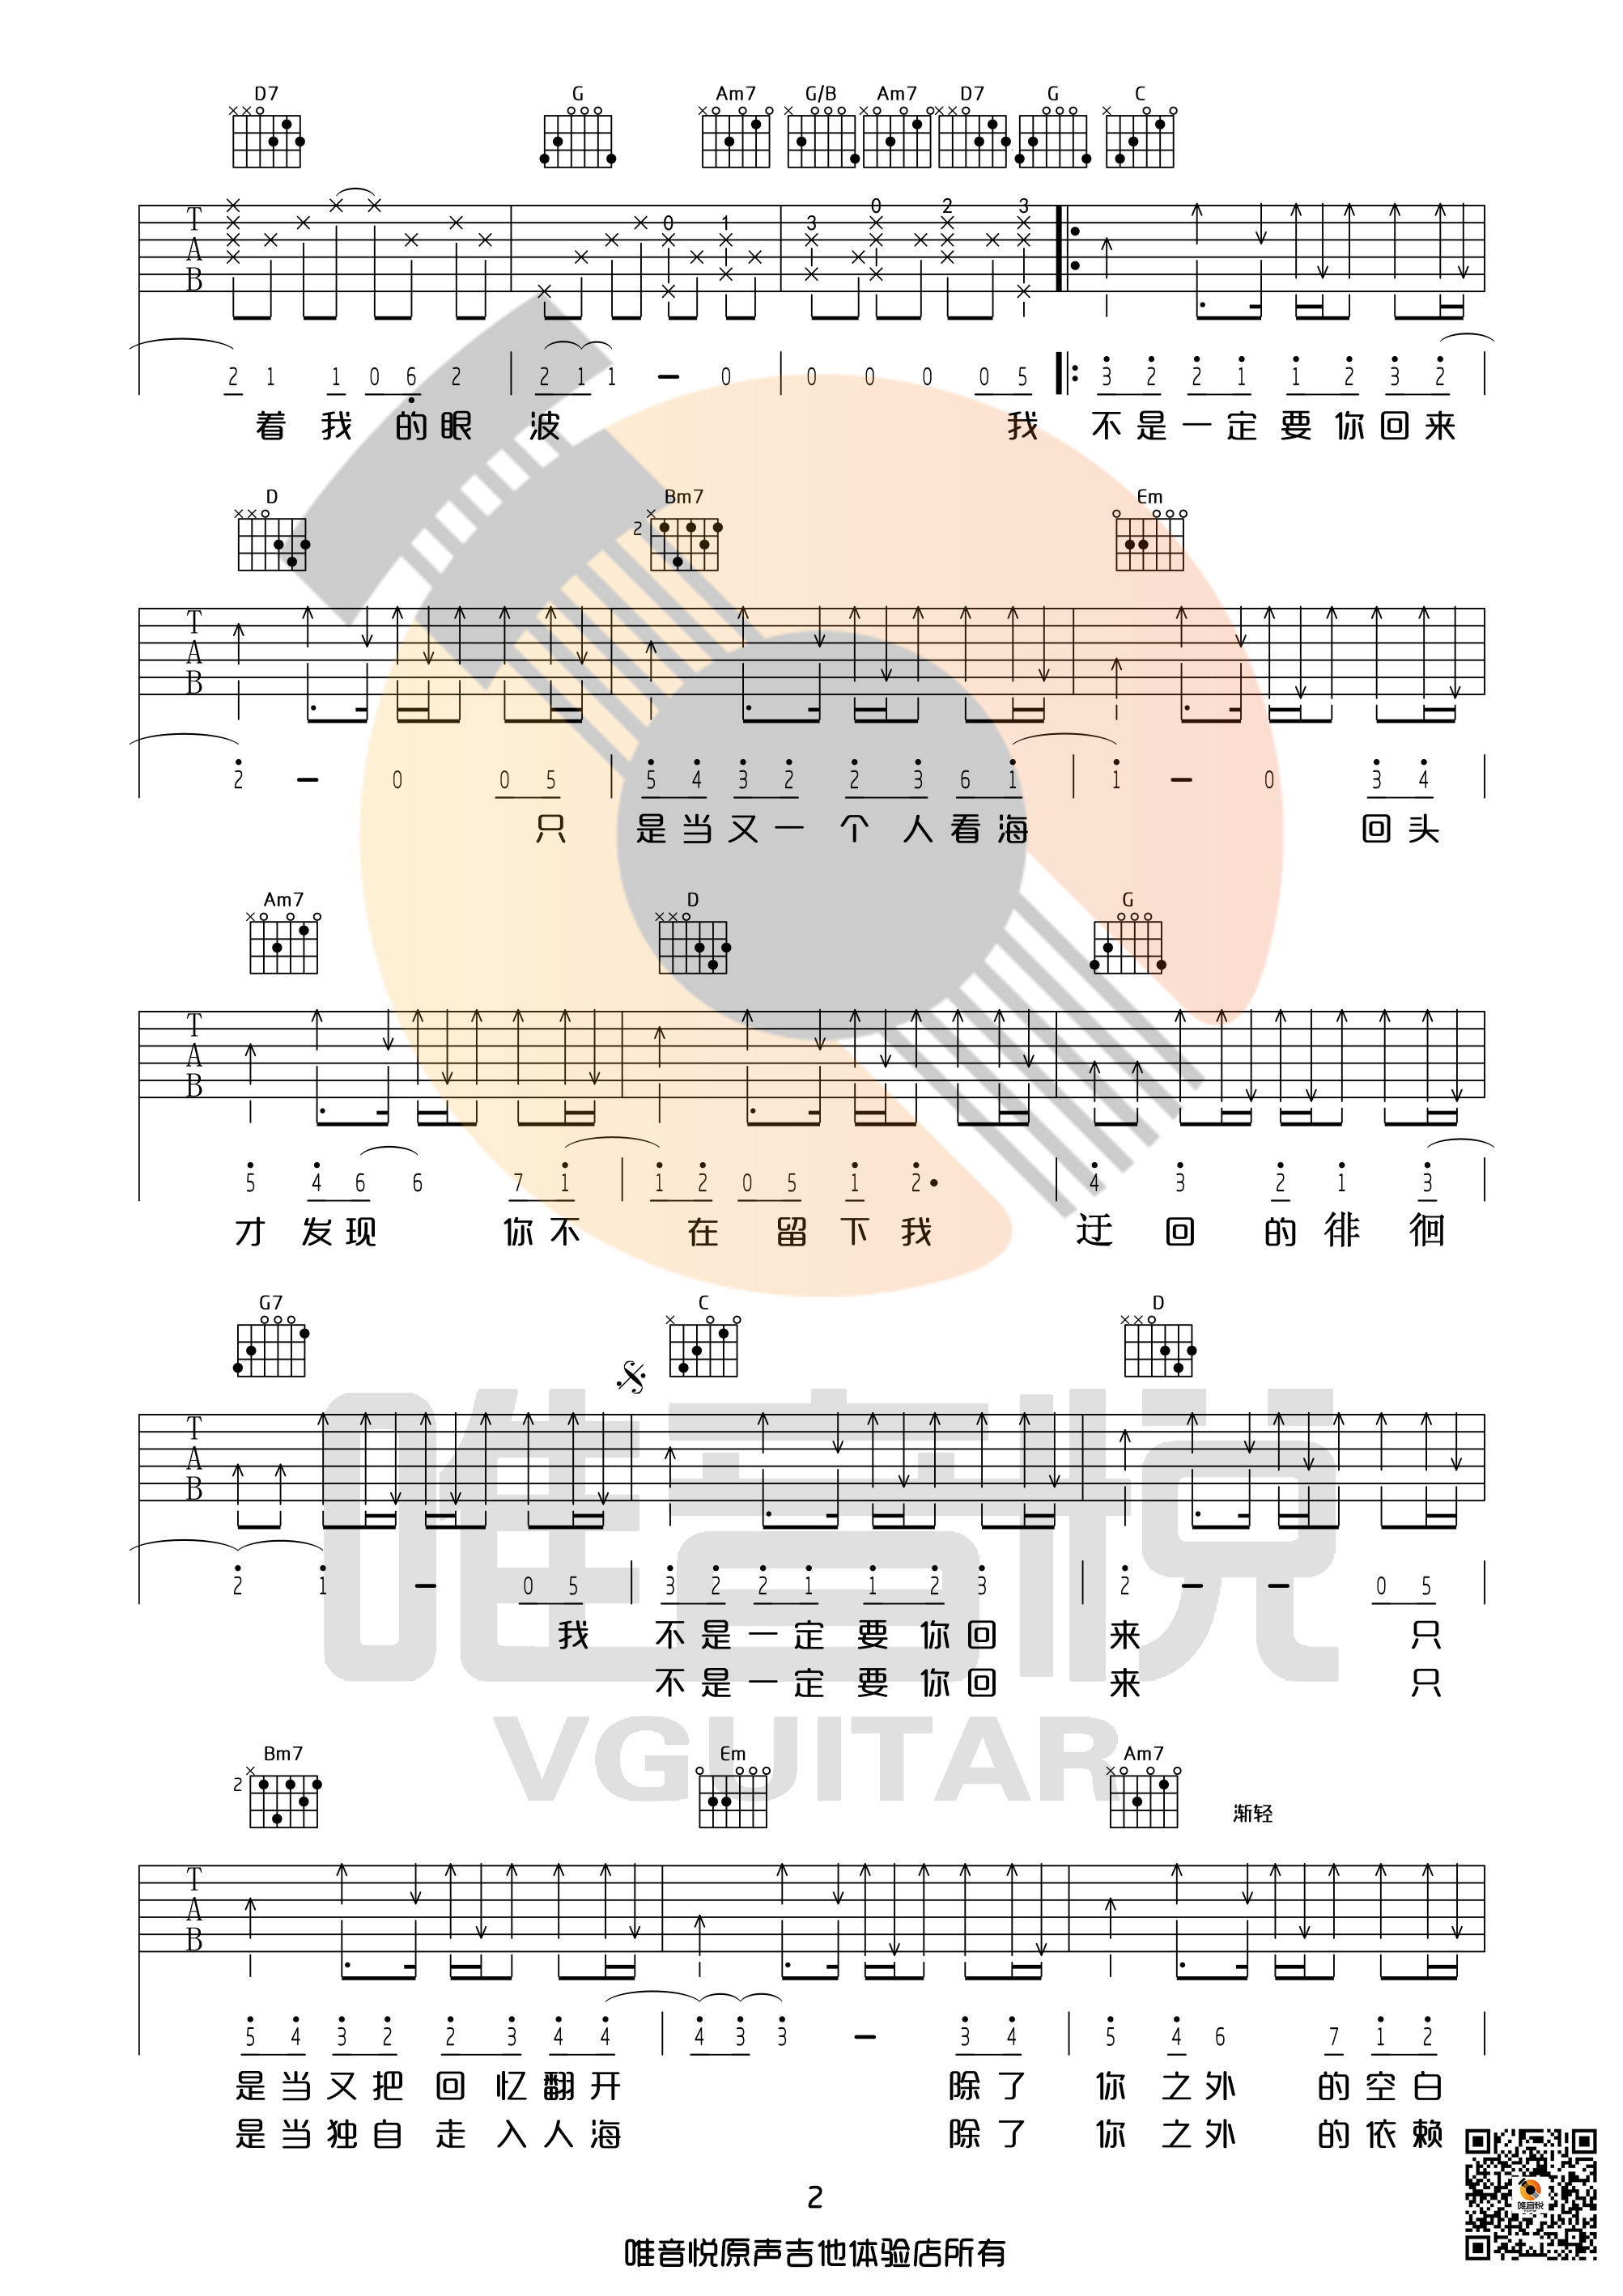 D7 G Am7 G/B Am7 D7 G C
T 0 1 3 0 2 3
A
B
2 1 1 0 6 2 2 1 1 — 0 0 0 0 0 5 3 2 2 1 1 2 3 2
着 我 的 眼 波 我 不 是 一 定 要 你 回 来
D Bm7 Em
2
T
A
B
2 — 0 0 5 5 4 3 2 2 3 6 1 1 — 0 3 4
只 是 当 又 一 个 人 看 海 回 头
Am7 D G
T
A
B
5 4 6 6 7 1 1 2 0 5 1 2· 4 3 2 1 3
才 发 现 你 不 在 留 下 我 迂 回 的 徘 徊
G7 C D
T
A
B
2 1 — 0 5 3 2 2 1 1 2 3 2 — — 0 5
我 不 是 一 定 要 你 回 来 只
不 是 一 定 要 你 回 来 只
唯音悦
VGUITAR
Bm7 Em Am7
2
渐轻
T
A
B
5 4 3 2 2 3 4 4 4 3 3 — 3 4 5 4 6 7 1 2
是 当 又 把 回 忆 翻 开 除 了 你 之 外 的 空 白
是 当 独 自 走 入 人 海 除 了 你 之 外 的 依 赖
唯音悦
2
唯音悦原声吉他体验店所有